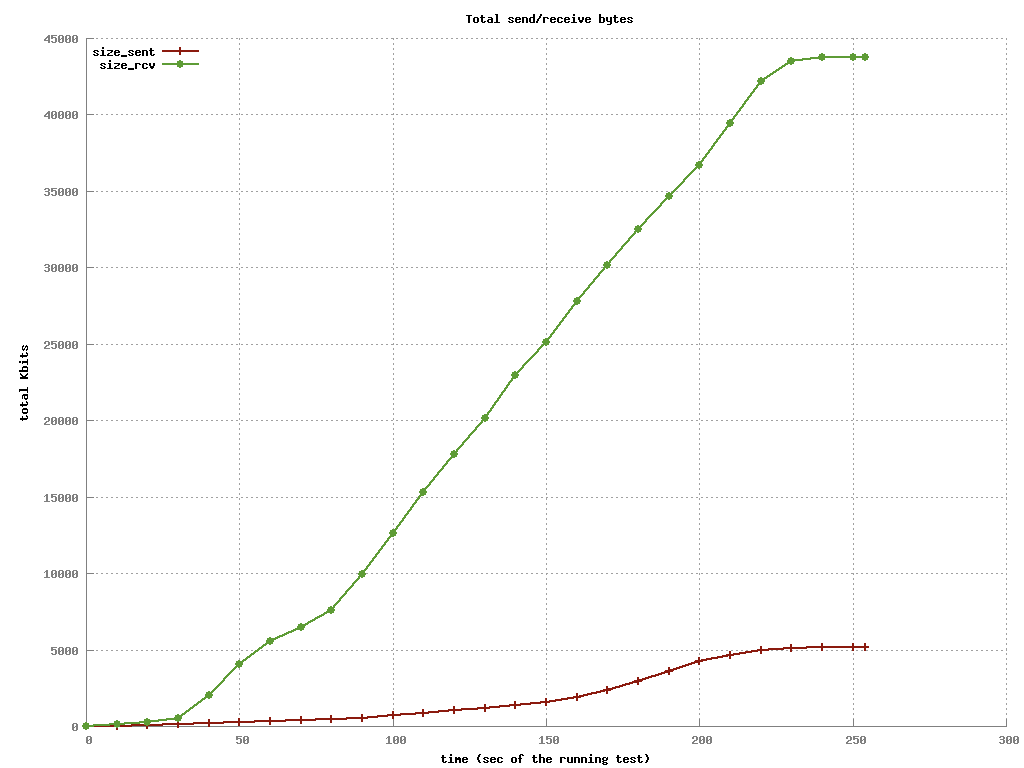 Total send/receive bytes
size_sent
size_rcv
45000
40000
35000
30000
25000
20000
15000
10000
5000
0
total Kbits
0 50 100 150 200 250 300
time (sec of the running test)